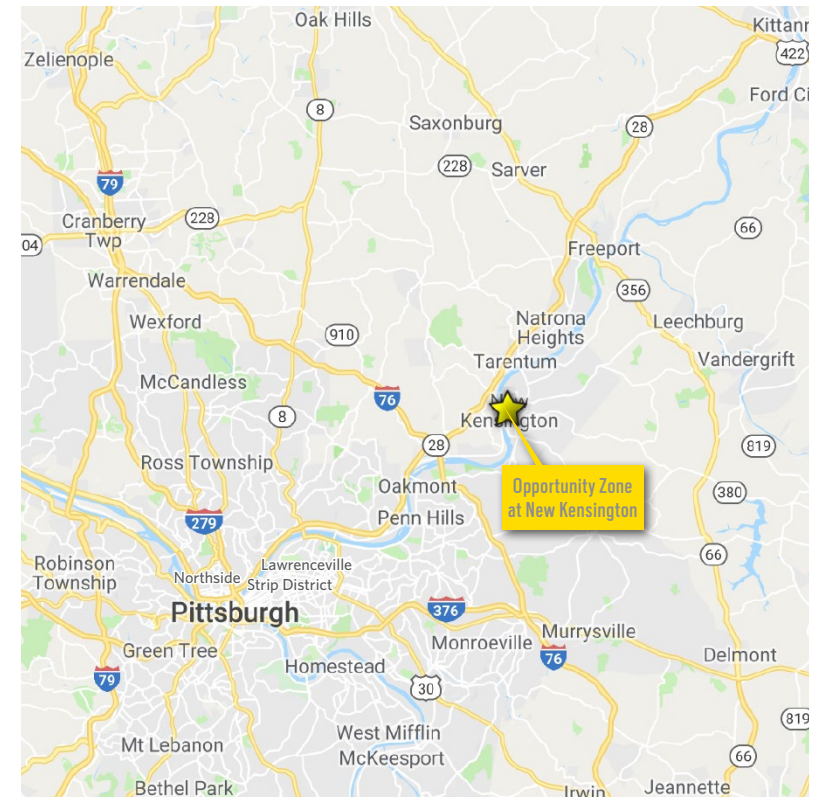 Oak Hills
Kittanr
422
Zelienople
Ford Ci
8
Saxonburg
28
79
228
Sarver
Cranberry
Twp
228
66
04
Freeport
Warrendale
356
Wexford
910
Natrona
Heights
Leechburg
Tarentum
Vandergrift
McCandless
76
8
Kensington
28
819
Ross Township
Oakmont
Opportunity Zone
at New Kensington
380
Penn Hills
279
66
Robinson
Township
Lawrenceville
Northside
Strip District
Pittsburgh
376
Murrysville
Monroeville
Green Tree
76
Delmont
Homestead
79
30
819
West Mifflin
McKeesport
Mt Lebanon
66
Bethel Park
Irwin
Jeannette